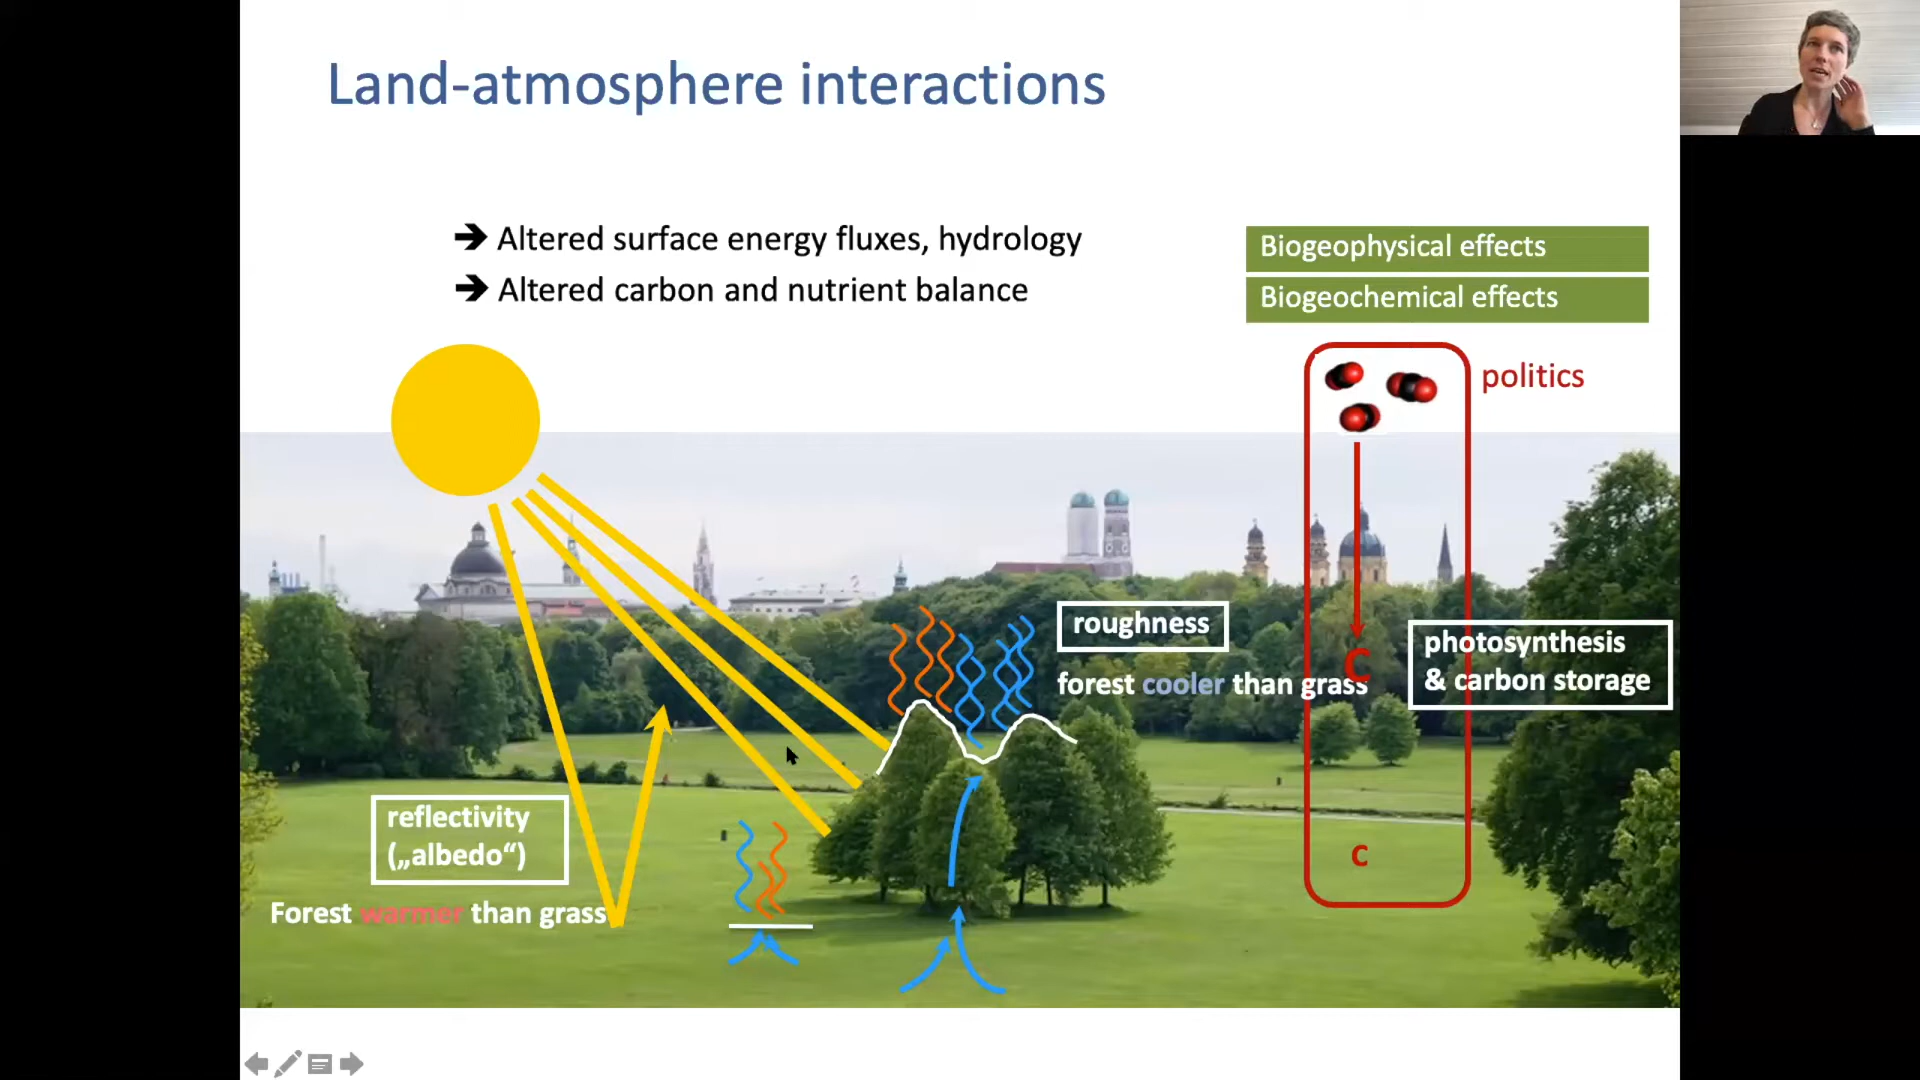 Land-atmosphere interactions
➔ Altered surface energy fluxes, hydrology
➔ Altered carbon and nutrient balance
Biogeophysical effects
Biogeochemical effects
politics
roughness
forest cooler than grass
C
photosynthesis
& carbon storage
reflectivity
(„albedo“)
Forest warmer than grass
C